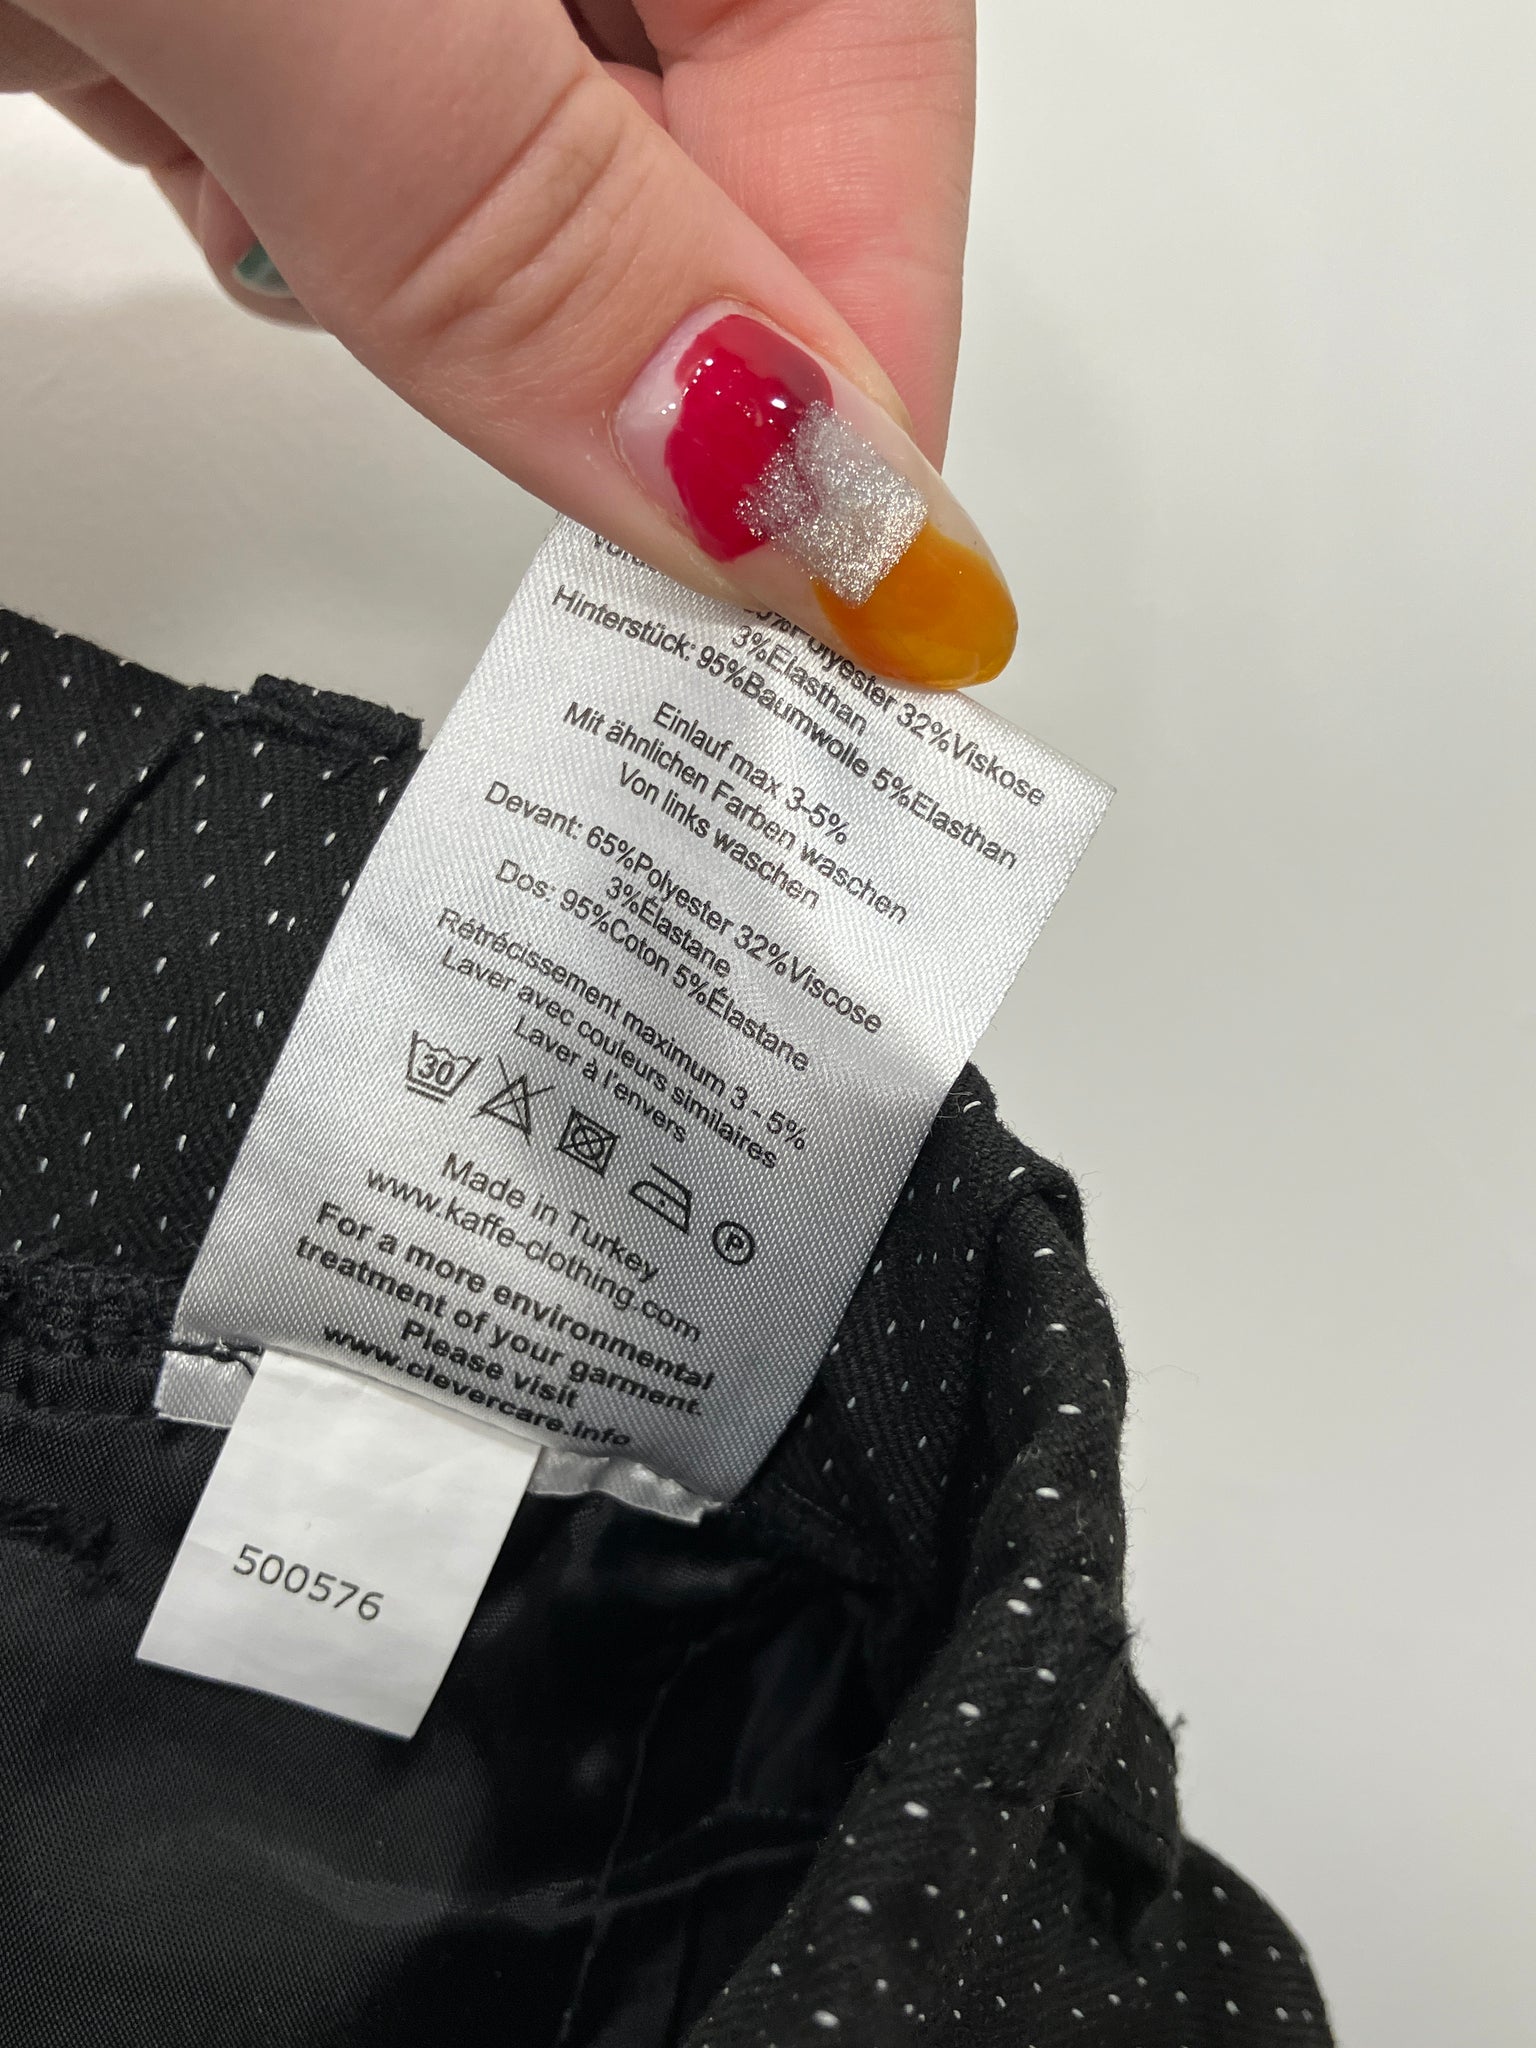 3%Elasthan
Hinterstück: 95%Baumwolle 5%Elasthan
Einlauf max 3-5%
Mit ähnlichen Farben waschen
Von links waschen
Devant: 65%Polyester 32%Viscose
3%Élastane
Dos: 95%Coton 5%Élastane
Rétrécissement maximum 3 - 5%
Laver avec couleurs similaires
Laver à l'envers
30
P
Made in Turkey
www.kaffe-clothing.com
For a more environmental
treatment of your garment.
Please visit
www.clevercare.info
500576